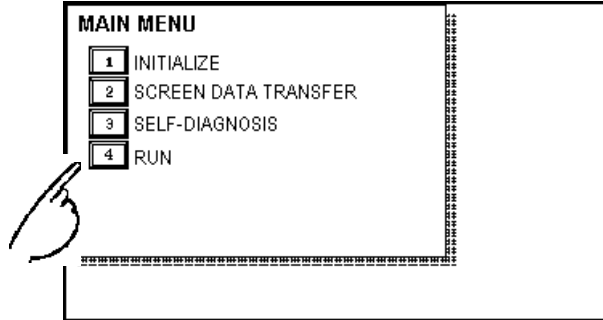 MAIN MENU
1 INITIALIZE
2 SCREEN DATA TRANSFER
3 SELF-DIAGNOSIS
4 RUN